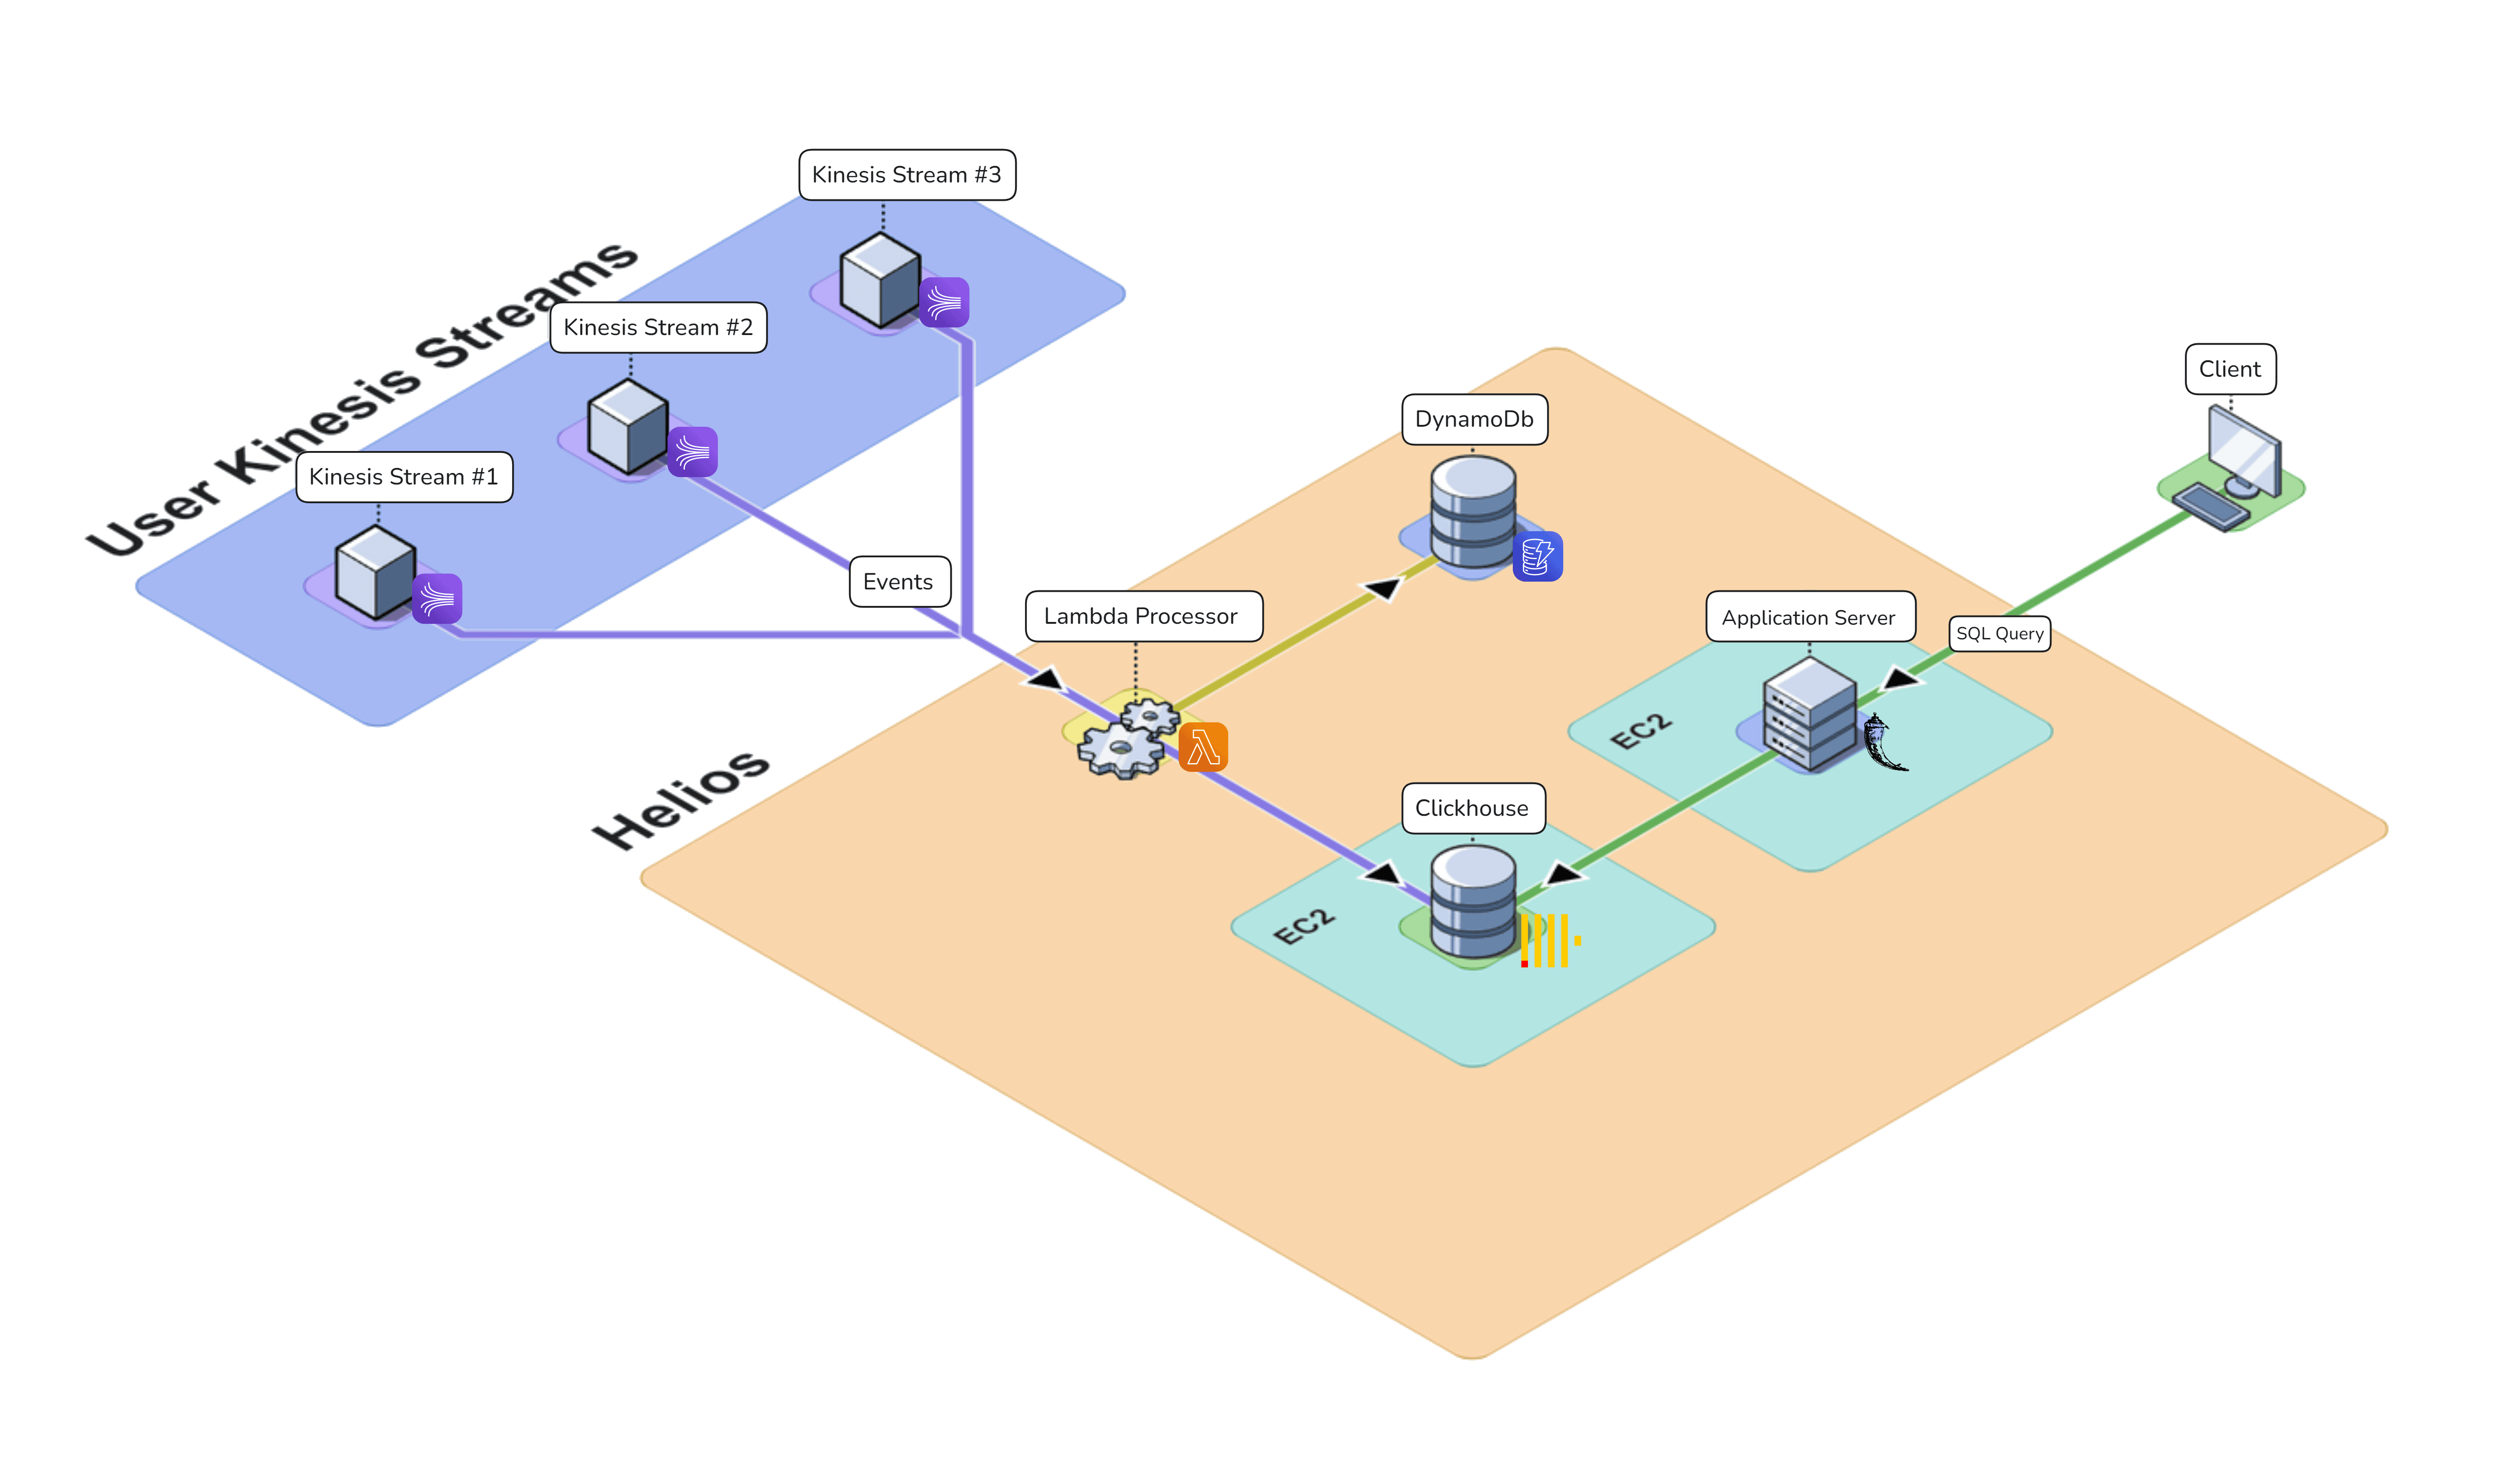 User Kinesis Streams
Kinesis Stream #3
Kinesis Stream #2
Kinesis Stream #1
Events
Helios
Lambda Processor
DynamoDb
Clickhouse
EC2
Application Server
EC2
SQL Query
Client